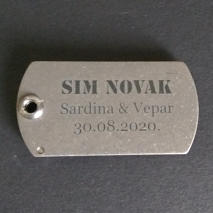 SIM NOVAK
Sardina & Vepar
30.08.2020.